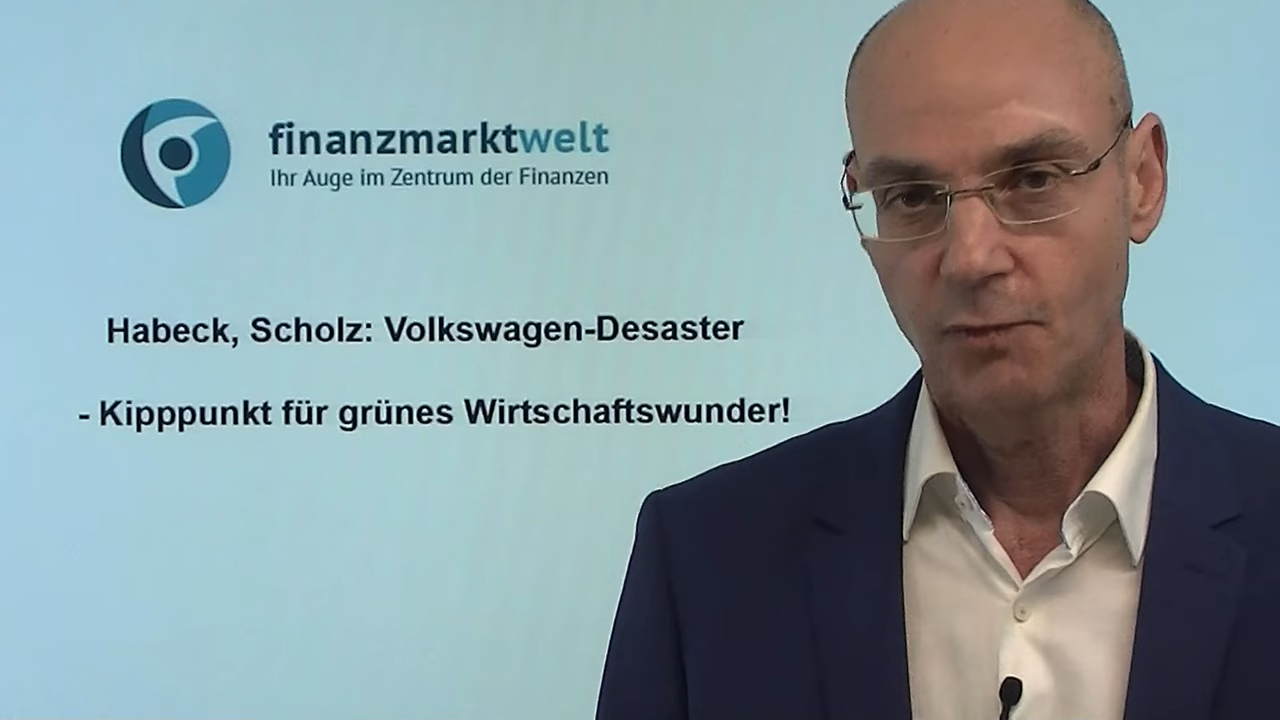 finanzmarktwelt
Ihr Auge im Zentrum der Finanzen
Habeck, Scholz: Volkswagen-Desaster
- Kipppunkt für grünes Wirtschaftswunder!